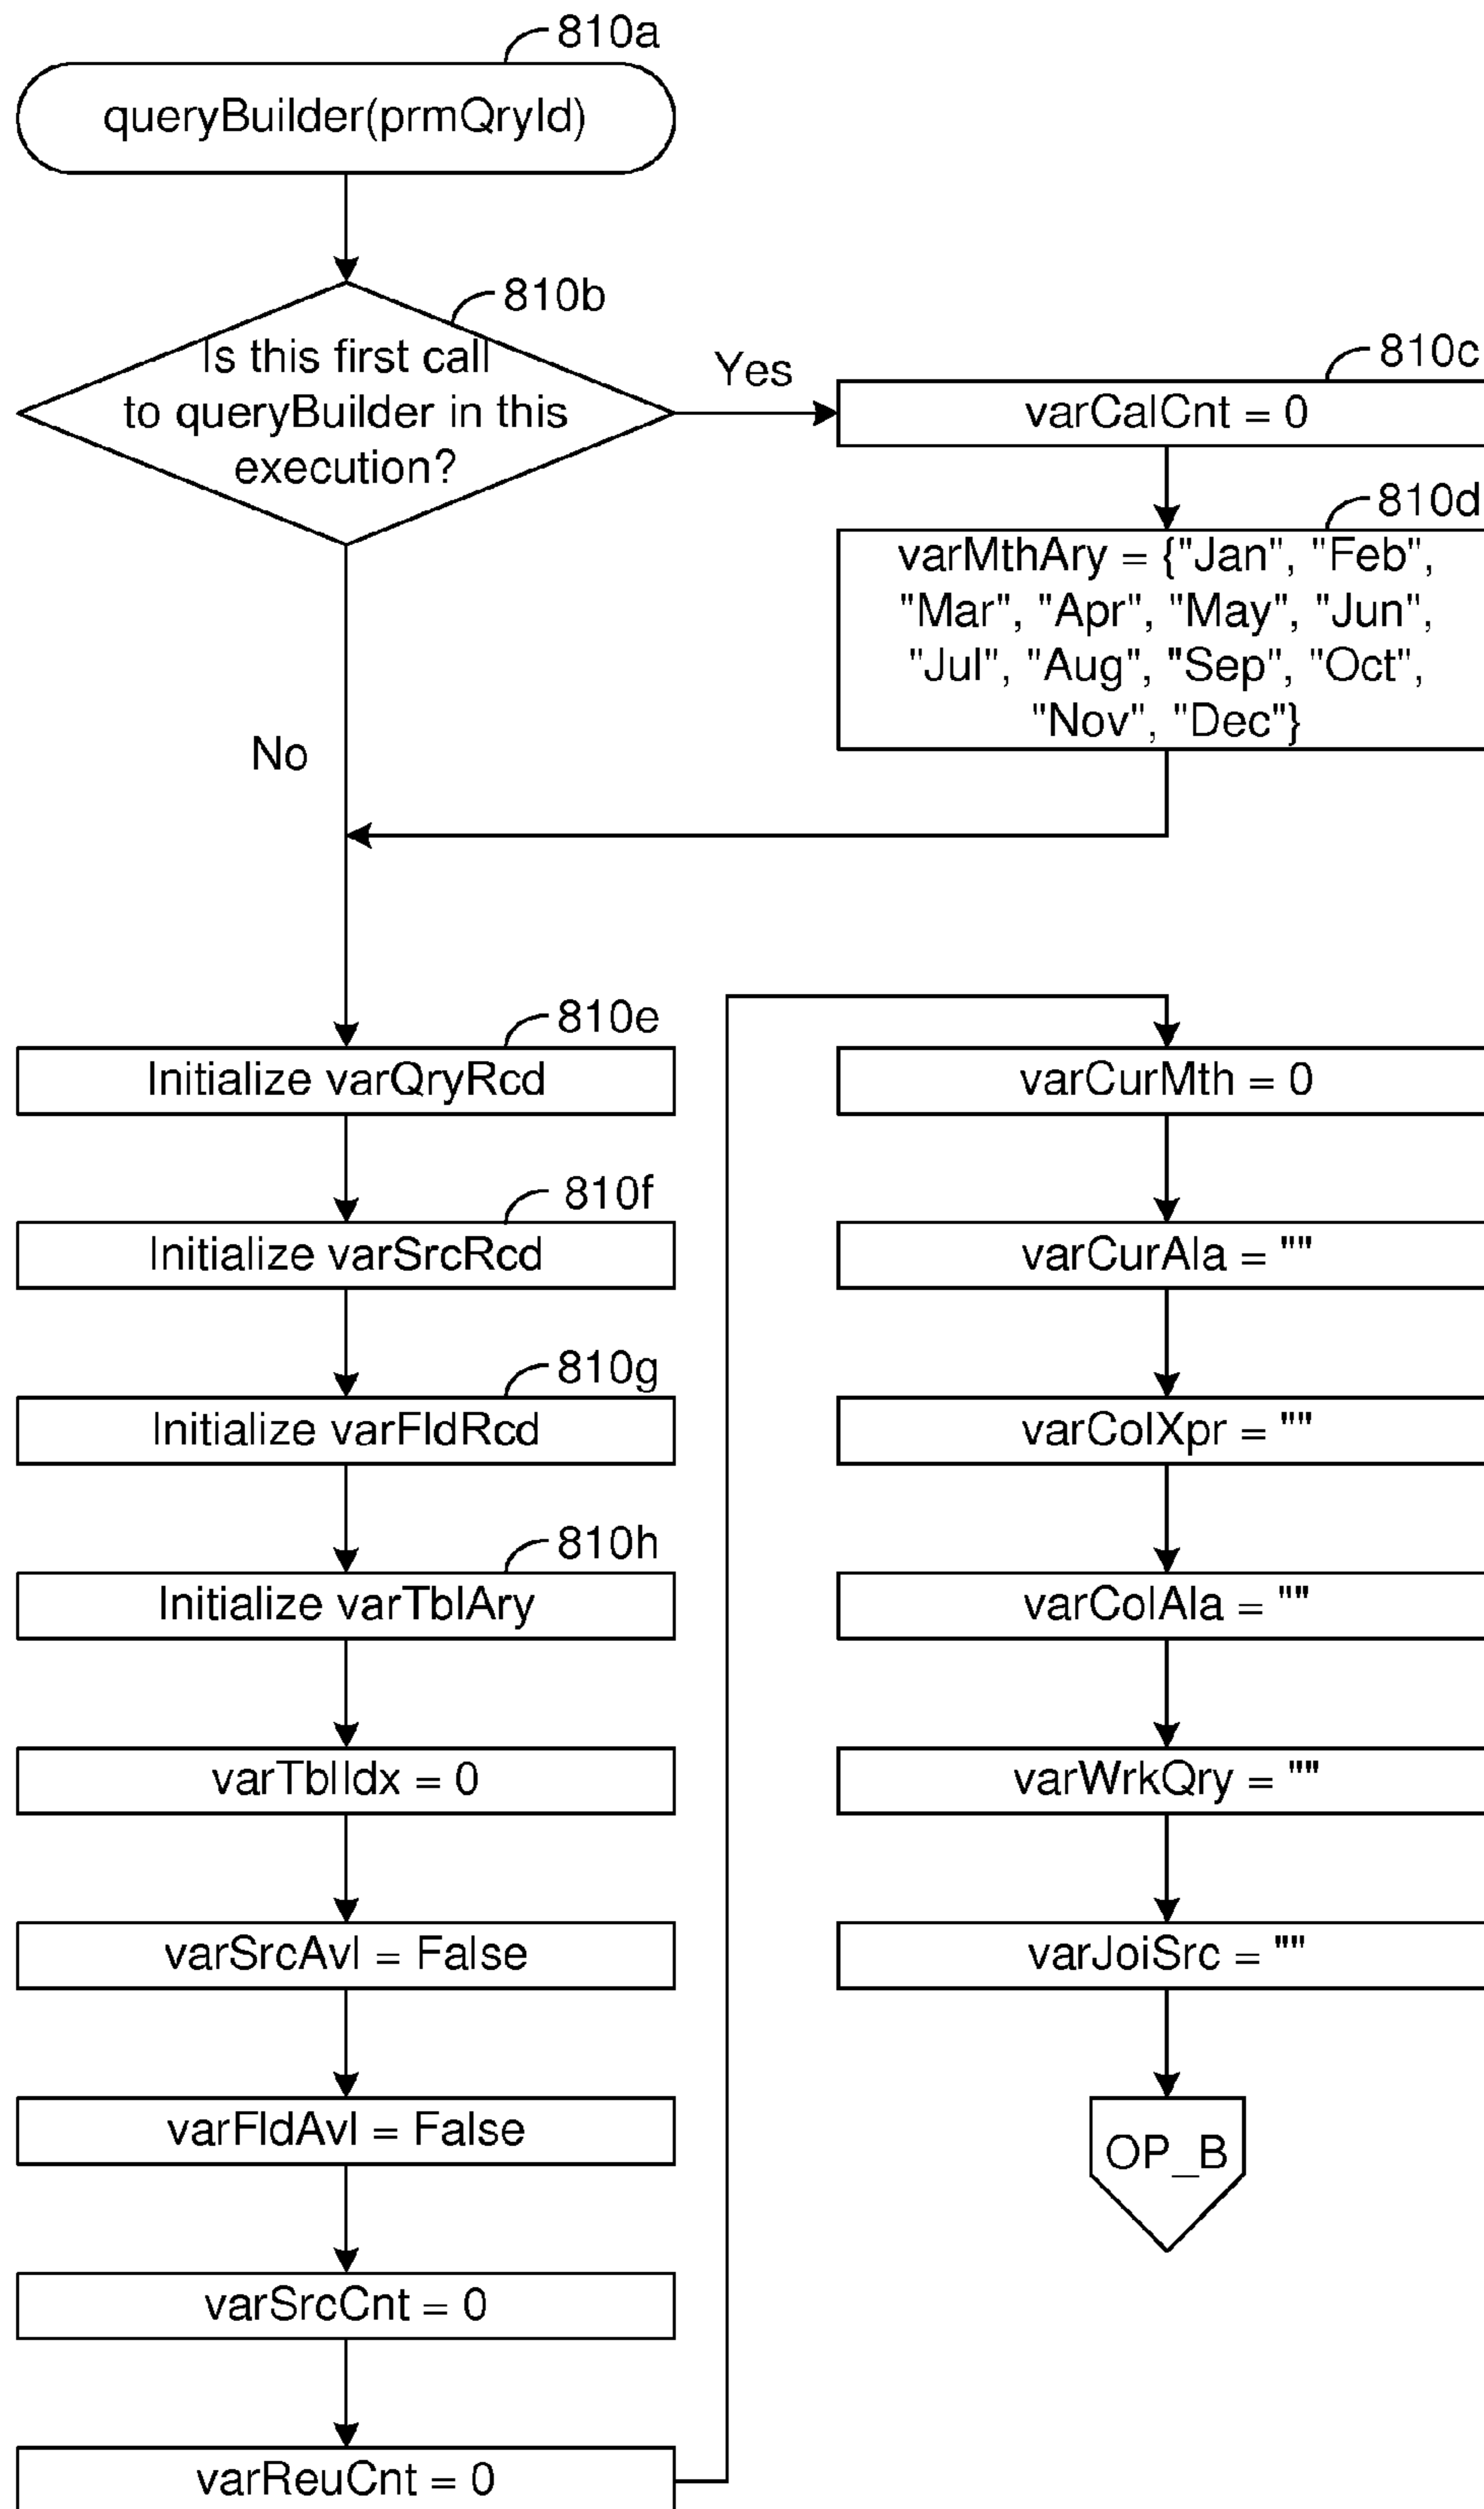 810a
queryBuilder(prmQryId)
810b
Is this first call
to queryBuilder in this
execution?
Yes
810c
varCalCnt = 0
810d
varMthAry = {"Jan", "Feb",
"Mar", "Apr", "May", "Jun",
"Jul", "Aug", "Sep", "Oct",
"Nov", "Dec"}
No
810e
Initialize varQryRcd
810f
Initialize varSrcRcd
810g
Initialize varFldRcd
810h
Initialize varTblAry
varTblIdx = 0
varSrcAvl = False
varFldAvl = False
varSrcCnt = 0
varReuCnt = 0
varCurMth = 0
varCurAla = ""
varColXpr = ""
varColAla = ""
varWrkQry = ""
varJoiSrc = ""
OP_B